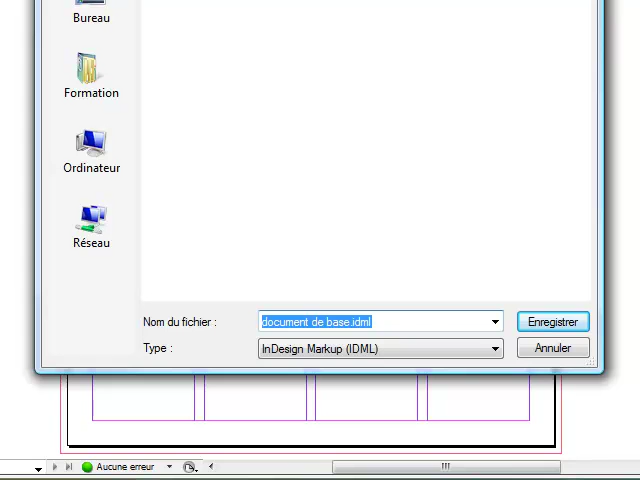 Bureau
Formation
Ordinateur
Réseau
Nom du fichier :
document de base.idml
Enregistrer
Type :
InDesign Markup (IDML)
Annuler
Aucune erreur